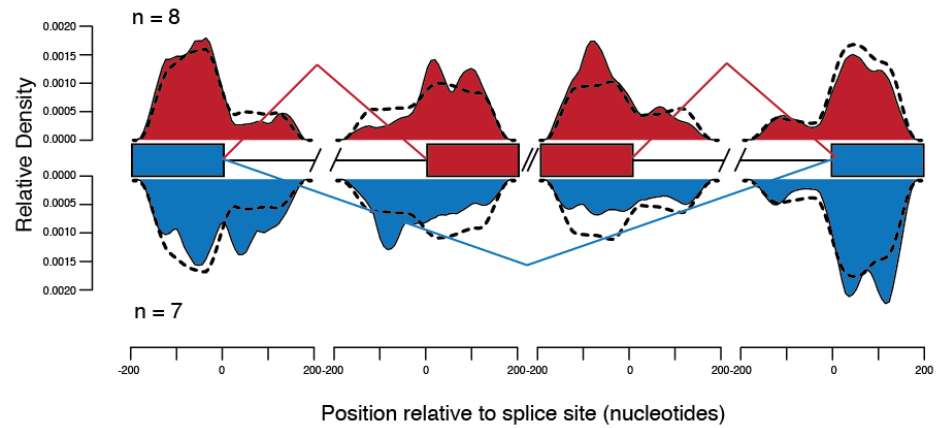 n = 8
Relative Density
0.0020
0.0015
0.0010
0.0005
0.0000
0.0000
0.0005
0.0010
0.0015
0.0020
n = 7
-200 0 200 -200 0 200 -200 0 200 -200 0 200
Position relative to splice site (nucleotides)